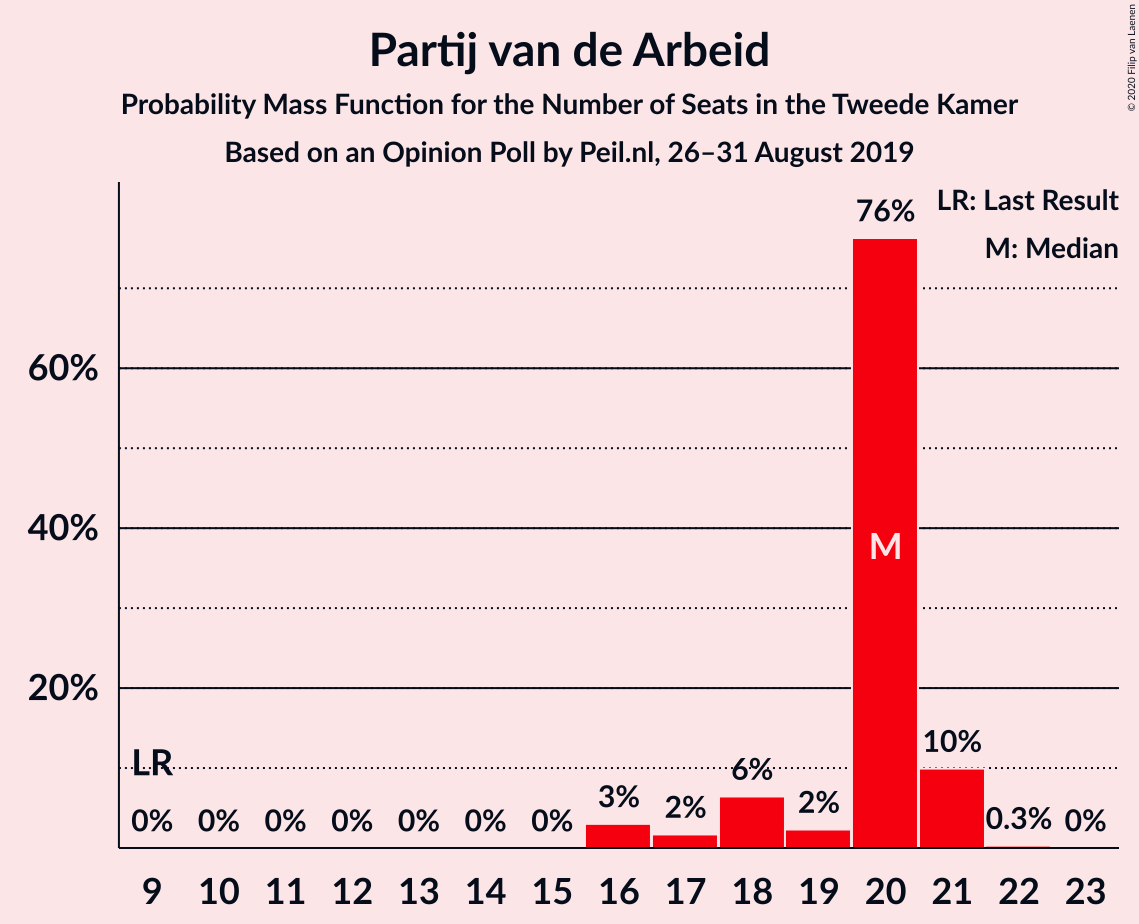 Partij van de Arbeid
Probability Mass Function for the Number of Seats in the Tweede Kamer
Based on an Opinion Poll by Peil.nl, 26–31 August 2019
© 2020 Filip van Laenen
LR: Last Result
M: Median
76%
60%
40%
M
20%
LR
10%
6%
0% 0% 0% 0% 0% 0% 0% 3% 2% 2% 0.3% 0%
9 10 11 12 13 14 15 16 17 18 19 20 21 22 23